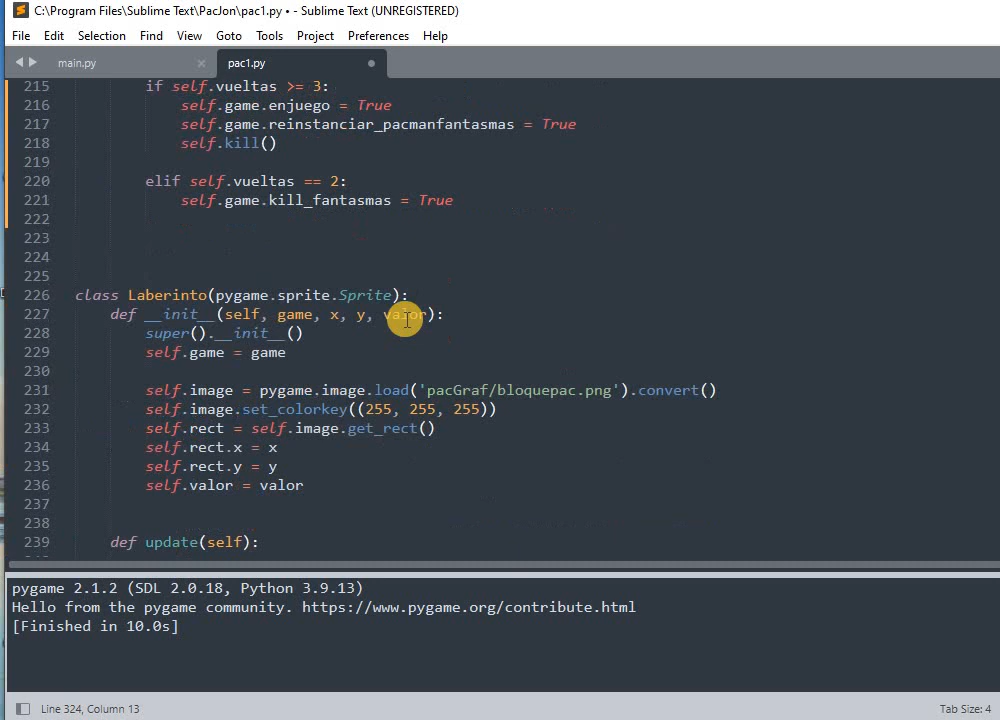 C:\Program Files\Sublime Text\PacJon\pac1.py • - Sublime Text (UNREGISTERED)
File Edit Selection Find View Goto Tools Project Preferences Help
main.py × pac1.py
215 if self.vueltas >= 3:
216 self.game.enjuego = True
217 self.game.reinstanciar_pacmanfantasmas = True
218 self.kill()
219
220 elif self.vueltas == 2:
221 self.game.kill_fantasmas = True
222
223
224
225
226 class Laberinto(pygame.sprite.Sprite):
227 def __init__(self, game, x, y, valor):
228 super().__init__()
229 self.game = game
230
231 self.image = pygame.image.load('pacGraf/bloquepac.png').convert()
232 self.image.set_colorkey((255, 255, 255))
233 self.rect = self.image.get_rect()
234 self.rect.x = x
235 self.rect.y = y
236 self.valor = valor
237
238
239 def update(self):
pygame 2.1.2 (SDL 2.0.18, Python 3.9.13)
Hello from the pygame community. https://www.pygame.org/contribute.html
[Finished in 10.0s]
Line 324, Column 13 Tab Size: 4